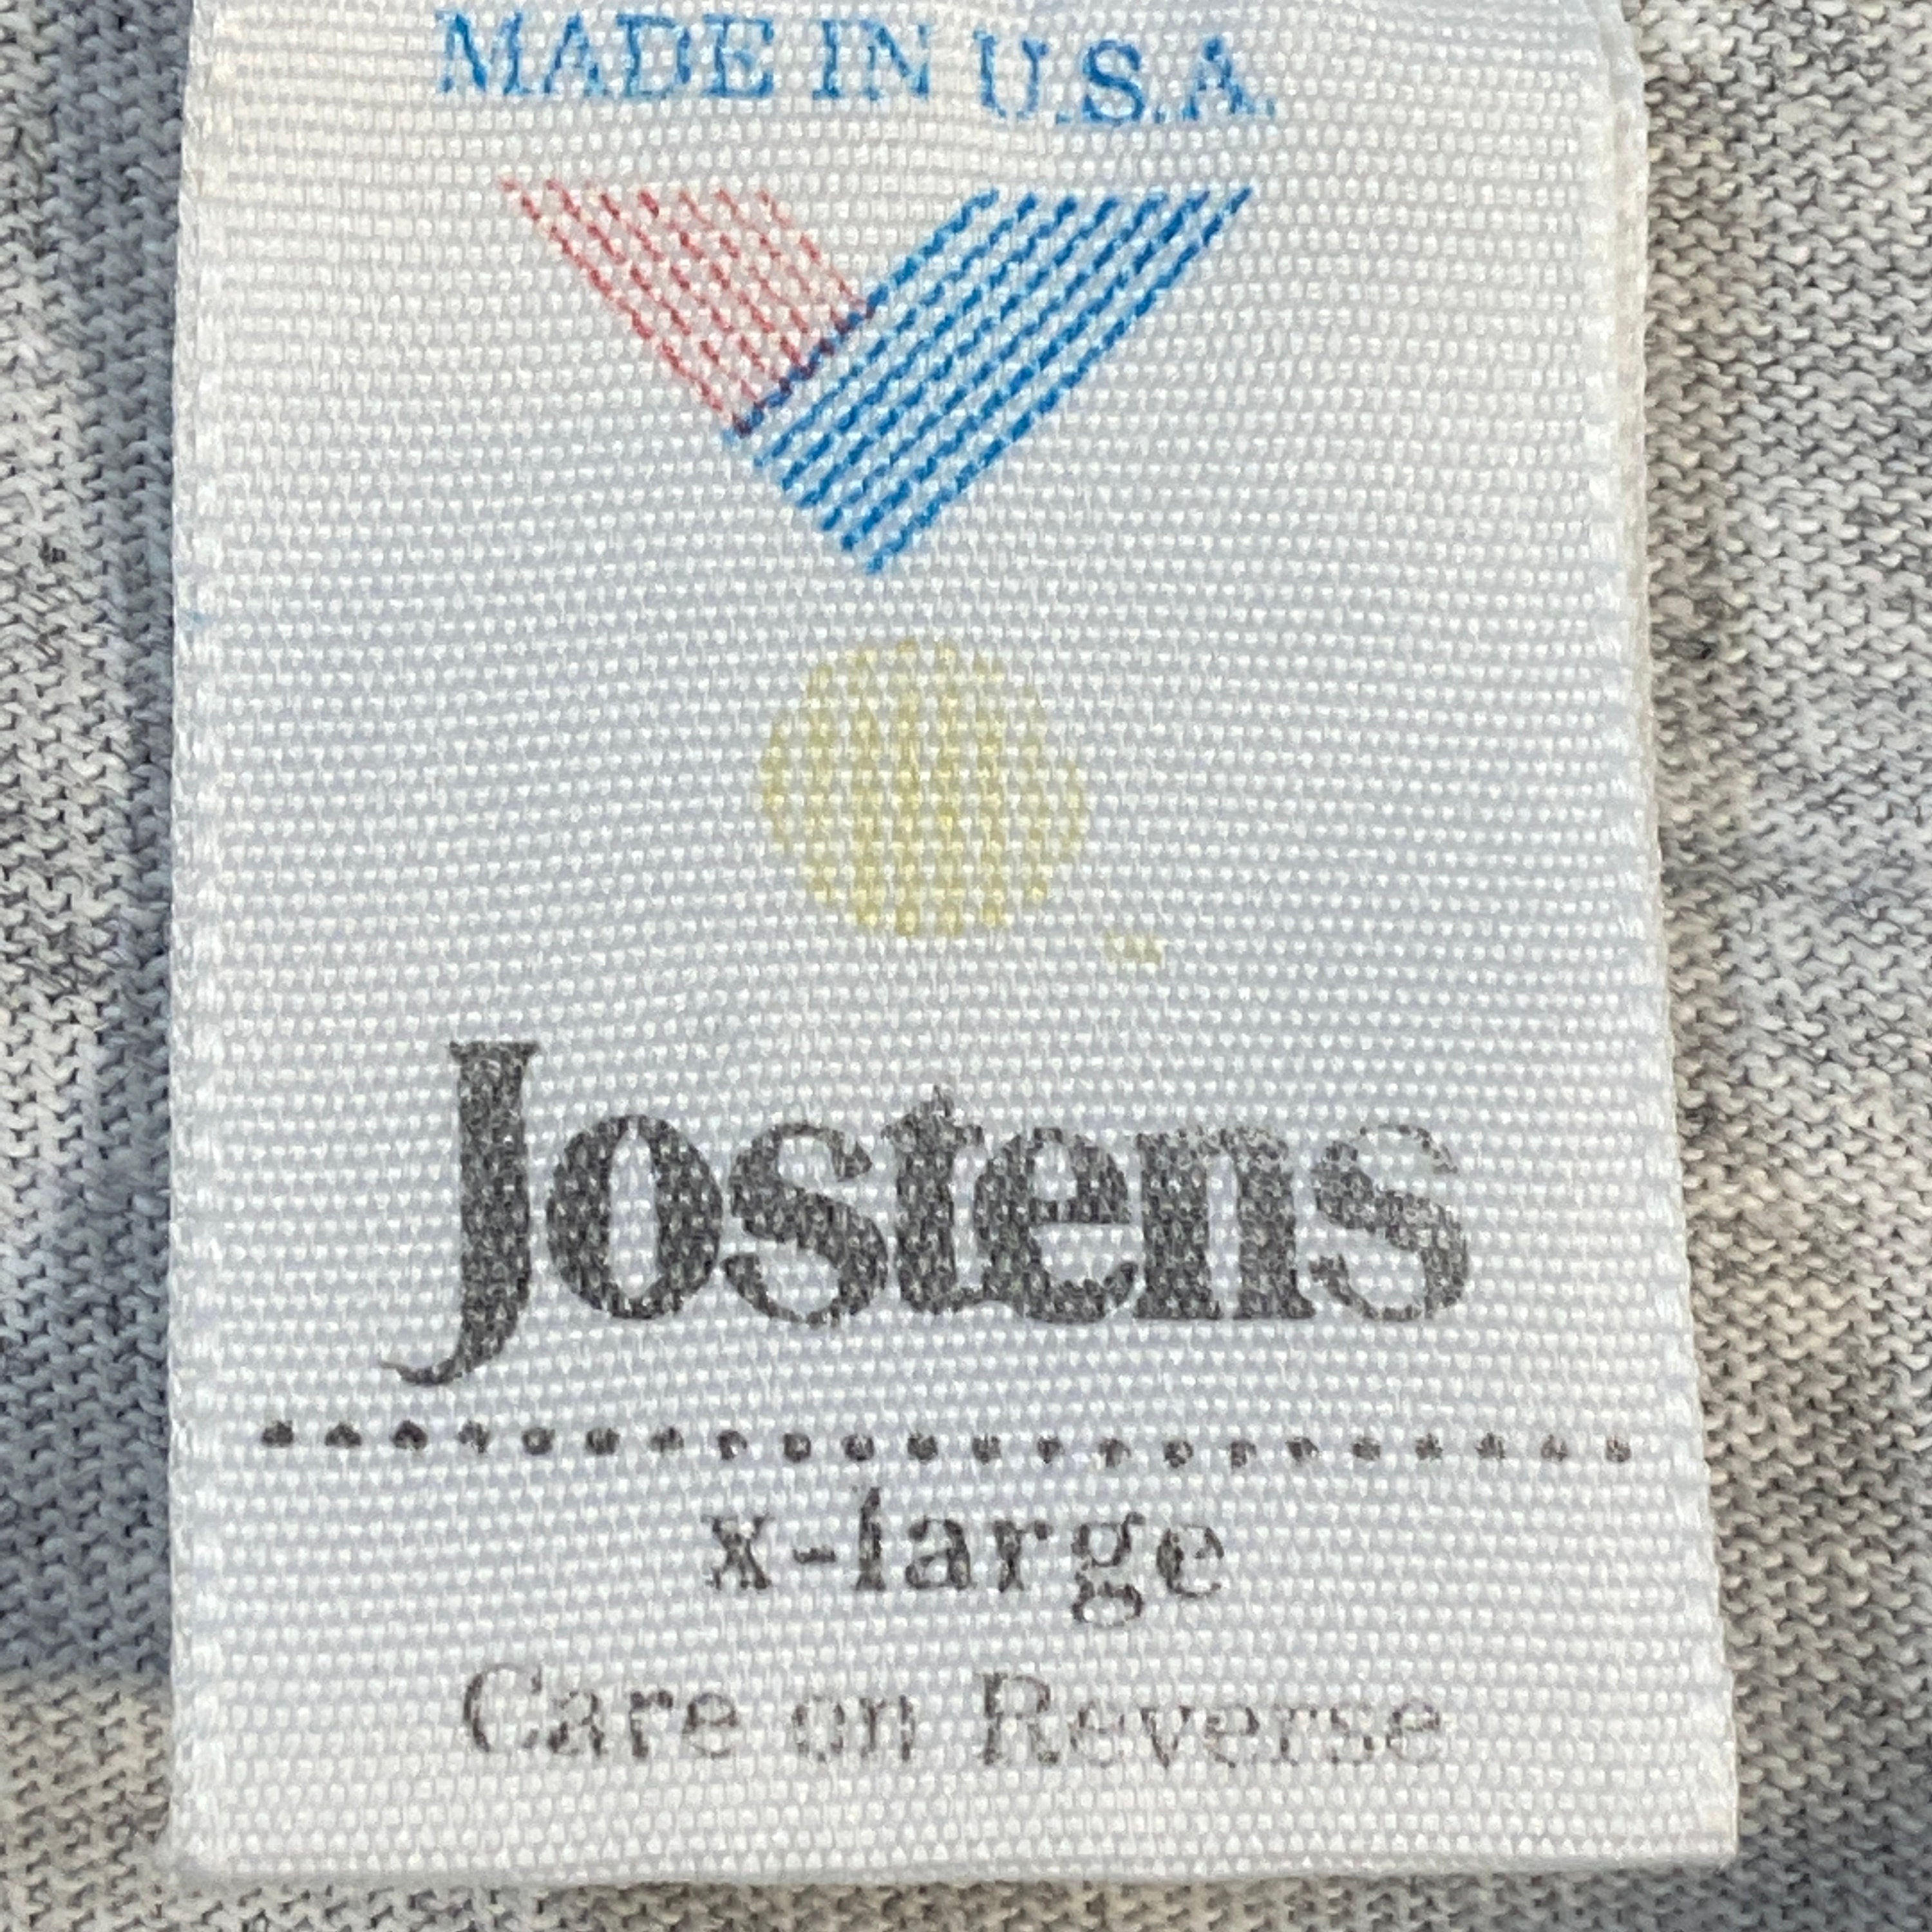 MADE IN U.S.A.
Jostens
x-large
Care on Reverse